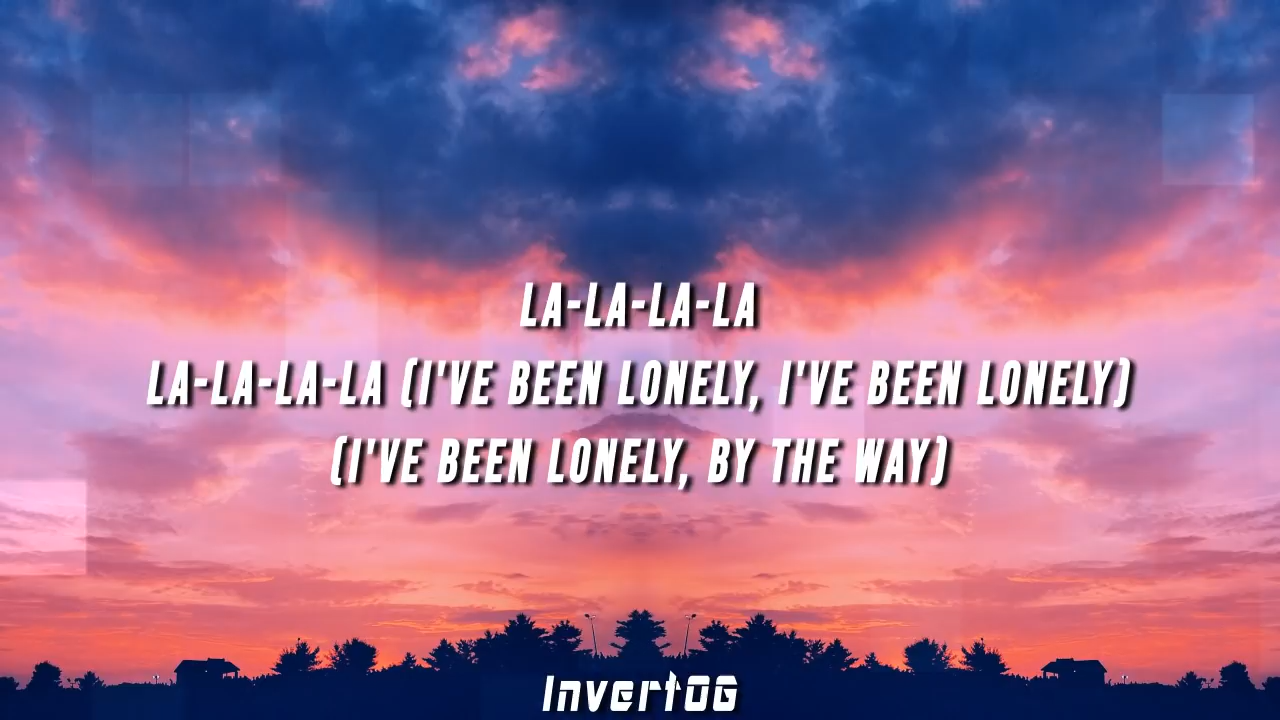 LA-LA-LA-LA
LA-LA-LA-LA (I'VE BEEN LONELY, I'VE BEEN LONELY)
(I'VE BEEN LONELY, BY THE WAY)
InvertOG